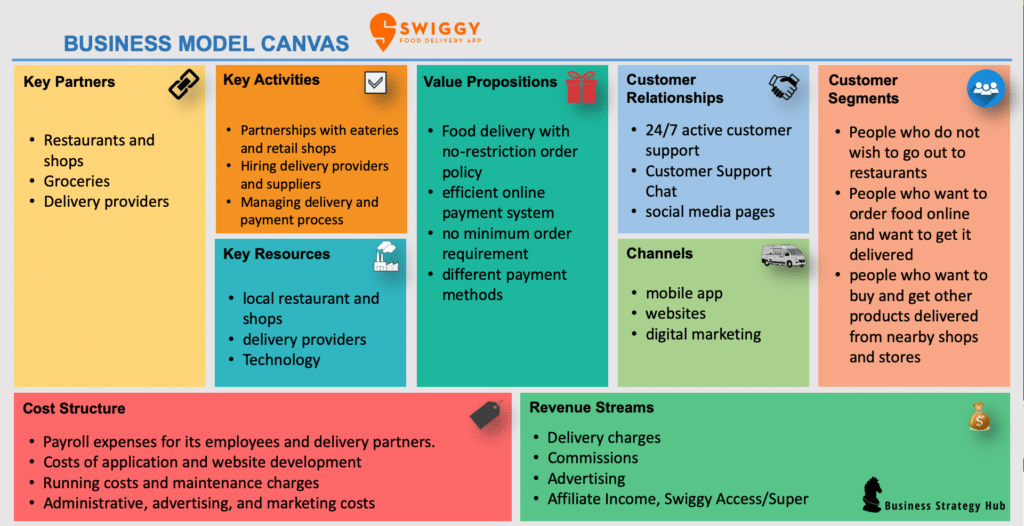 BUSINESS MODEL CANVAS
SWIGGY
FOOD DELIVERY APP
Key Partners
• Restaurants and
shops
• Groceries
• Delivery providers
Key Activities
• Partnerships with eateries
and retail shops
• Hiring delivery providers
and suppliers
• Managing delivery and
payment process
Key Resources
• local restaurant and
shops
• delivery providers
• Technology
Value Propositions
• Food delivery with
no-restriction order
policy
• efficient online
payment system
• no minimum order
requirement
• different payment
methods
Customer
Relationships
• 24/7 active customer
support
• Customer Support
Chat
• social media pages
Channels
• mobile app
• websites
• digital marketing
Customer
Segments
• People who do not
wish to go out to
restaurants
• People who want to
order food online
and want to get it
delivered
• people who want to
buy and get other
products delivered
from nearby shops
and stores
Cost Structure
• Payroll expenses for its employees and delivery partners.
• Costs of application and website development
• Running costs and maintenance charges
• Administrative, advertising, and marketing costs
Revenue Streams
$
• Delivery charges
• Commissions
• Advertising
• Affiliate Income, Swiggy Access/Super
Business Strategy Hub